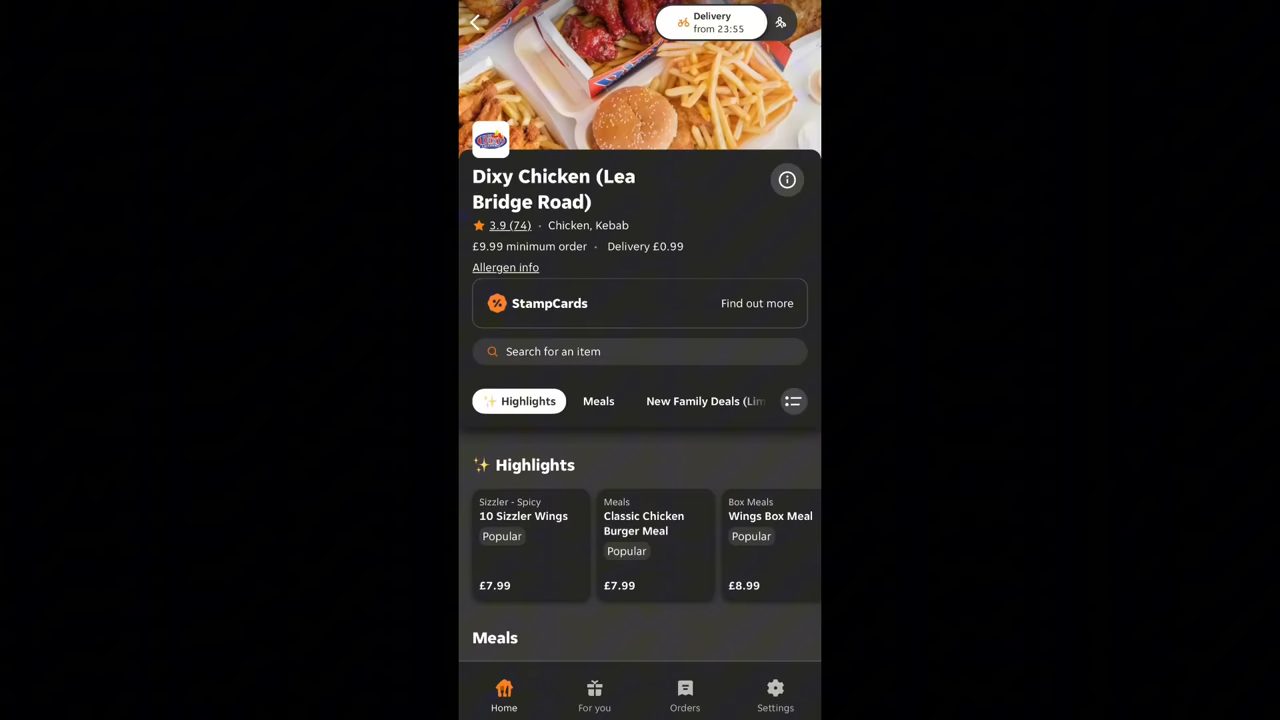 Delivery
from 23:55
Dixy Chicken (Lea
Bridge Road)
3.9 (74) · Chicken, Kebab
£9.99 minimum order · Delivery £0.99
Allergen info
StampCards
Find out more
Search for an item
Highlights
Meals
New Family Deals (Lim
Highlights
Sizzler - Spicy
10 Sizzler Wings
Popular
£7.99
Meals
Classic Chicken
Burger Meal
Popular
£7.99
Box Meals
Wings Box Meal
Popular
£8.99
Meals
Home
For you
Orders
Settings